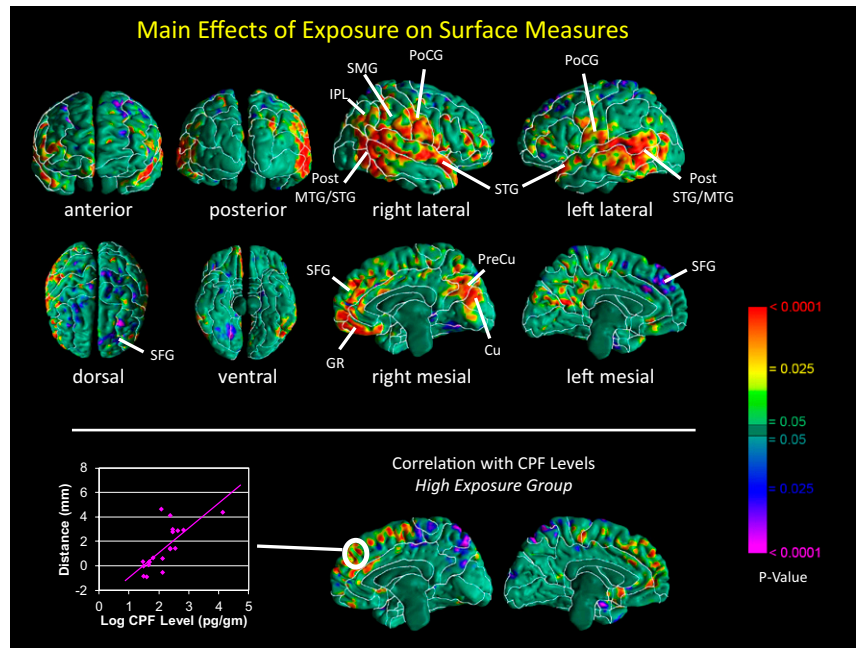 Main Effects of Exposure on Surface Measures
PoCG
SMG
IPL
PoCG
Post
MTG/STG
STG
Post
STG/MTG
anterior
posterior
right lateral
left lateral
SFG
PreCu
SFG
SFG
GR
Cu
dorsal
ventral
right mesial
left mesial
< 0.0001
= 0.025
= 0.05
= 0.05
= 0.025
< 0.0001
P-Value
Correlation with CPF Levels
High Exposure Group
Distance (mm)
8
6
4
2
0
-2
0 1 2 3 4 5
Log CPF Level (pg/gm)